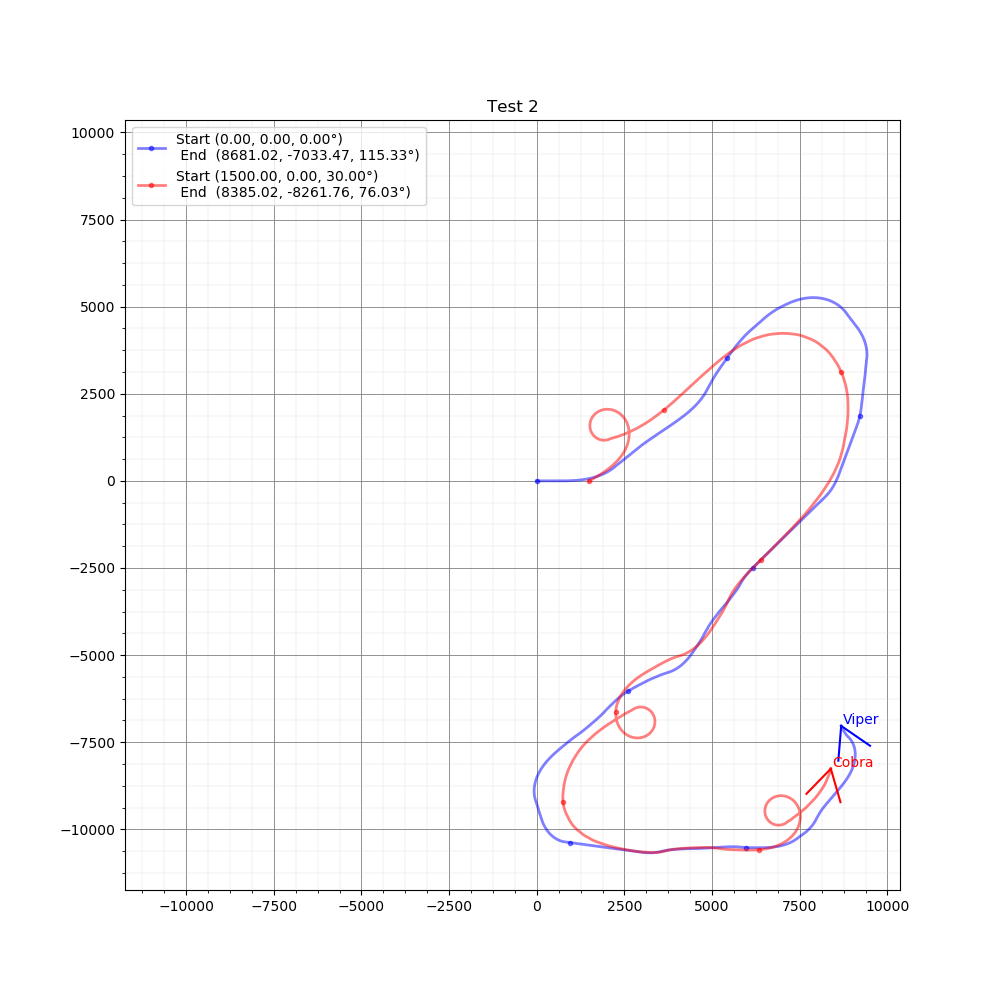 Test 2
Start (0.00, 0.00, 0.00°)
End (8681.02, -7033.47, 115.33°)
Start (1500.00, 0.00, 30.00°)
End (8385.02, -8261.76, 76.03°)
10000
7500
5000
2500
0
−2500
−5000
−7500
−10000
Viper
Cobra
−10000 −7500 −5000 −2500 0 2500 5000 7500 10000